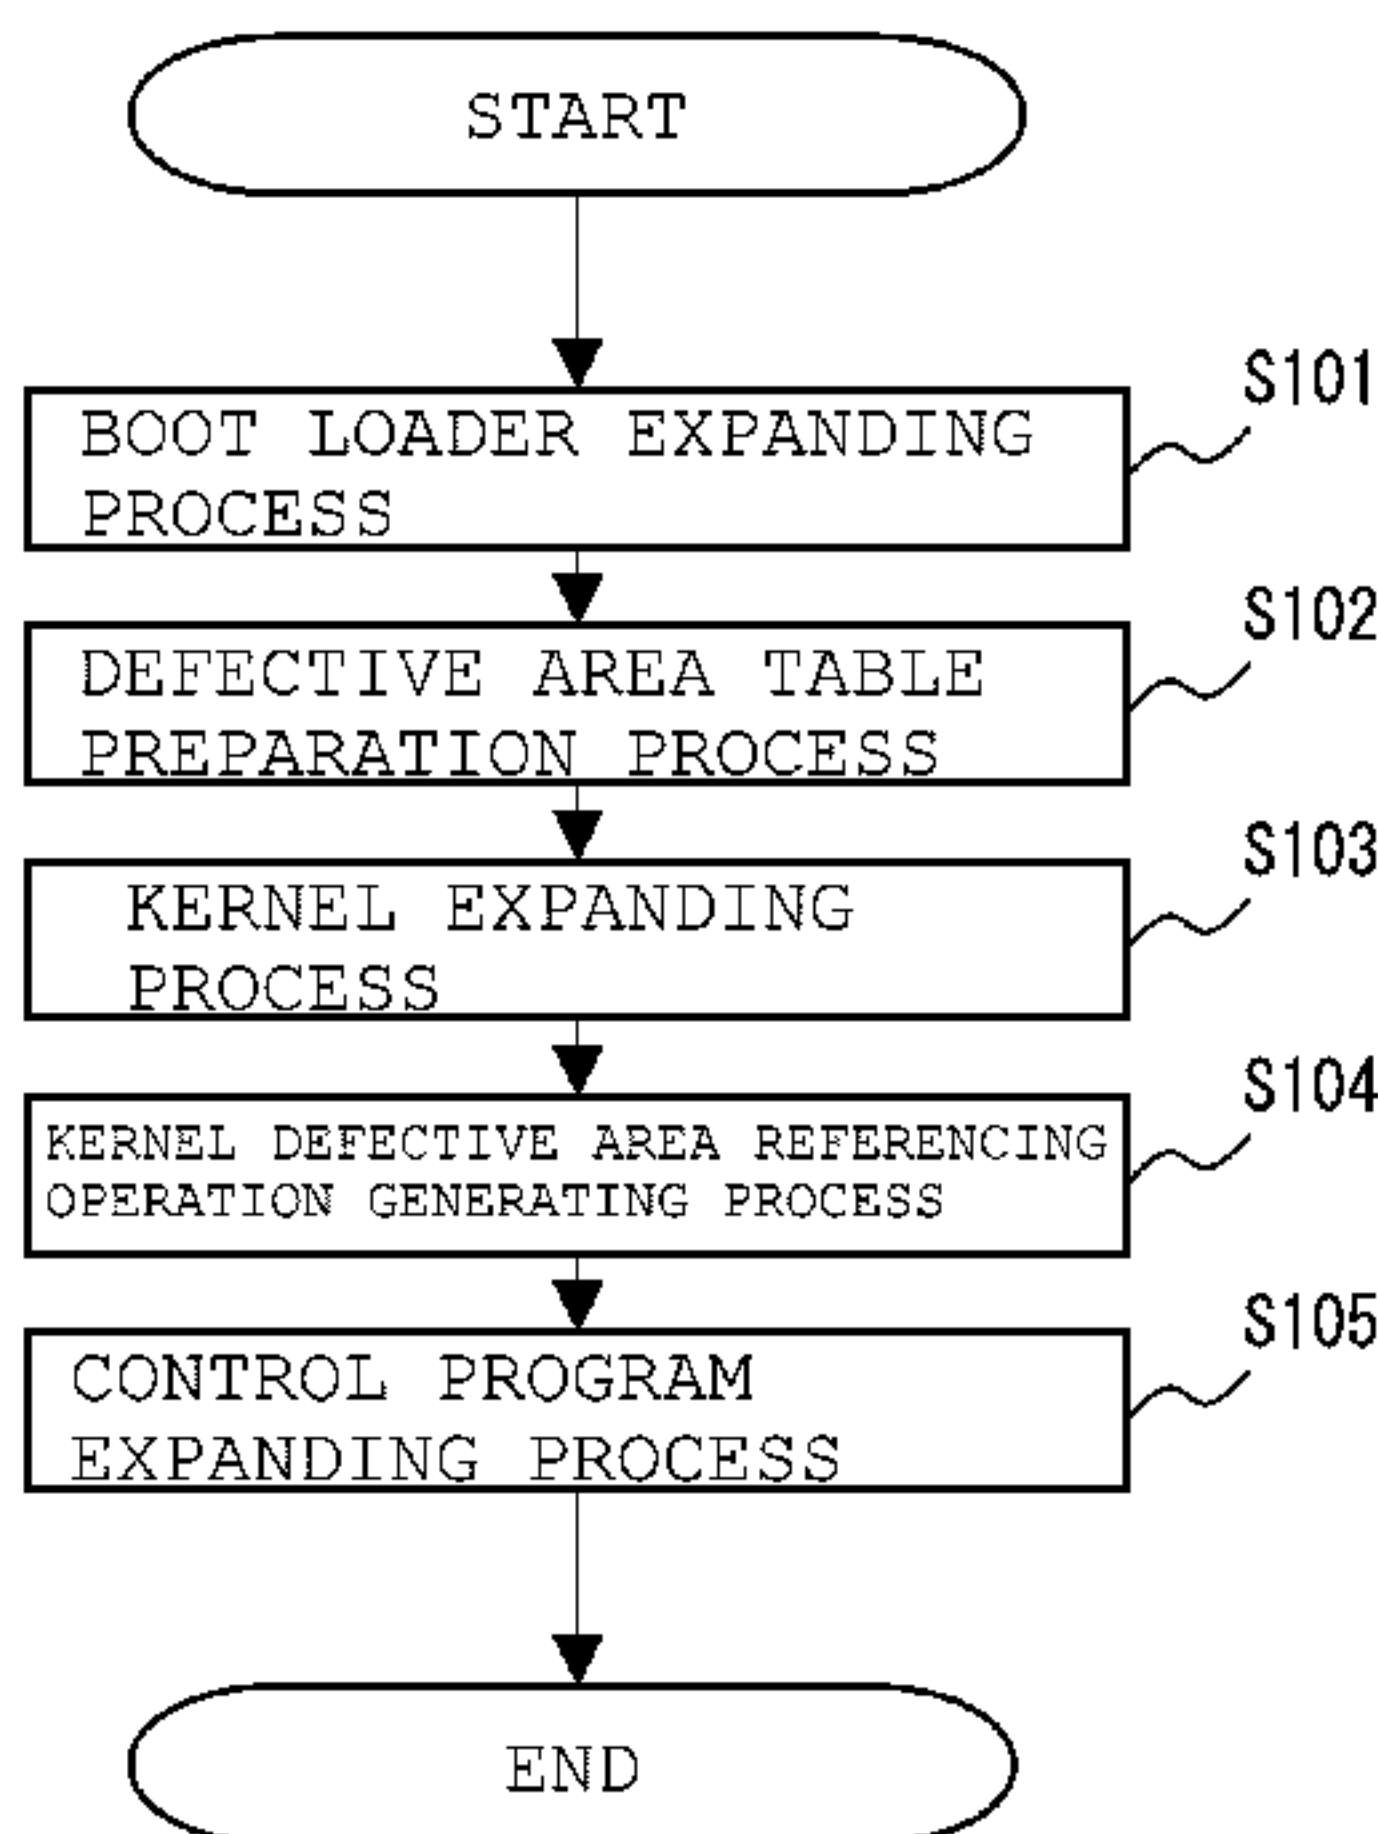 START
S101
BOOT LOADER EXPANDING
PROCESS
S102
DEFECTIVE AREA TABLE
PREPARATION PROCESS
S103
KERNEL EXPANDING
PROCESS
S104
KERNEL DEFECTIVE AREA REFERENCING
OPERATION GENERATING PROCESS
S105
CONTROL PROGRAM
EXPANDING PROCESS
END